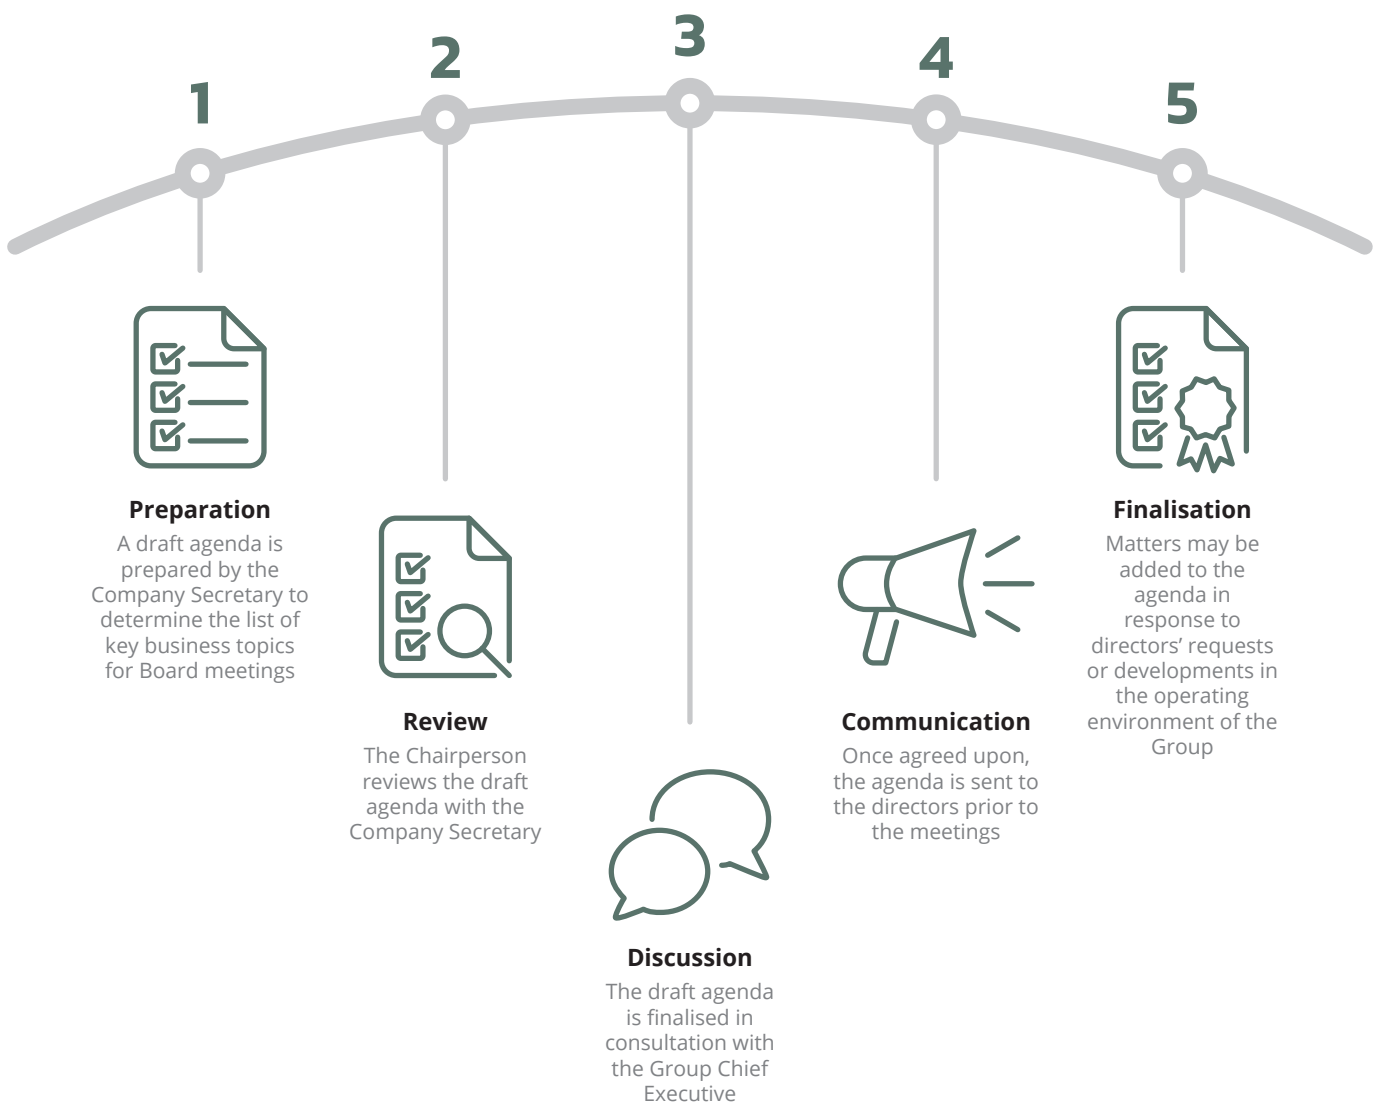 1
Preparation
A draft agenda is
prepared by the
Company Secretary to
determine the list of
key business topics
for Board meetings
2
Review
The Chairperson
reviews the draft
agenda with the
Company Secretary
3
Discussion
The draft agenda
is finalised in
consultation with
the Group Chief
Executive
4
Communication
Once agreed upon,
the agenda is sent to
the directors prior to
the meetings
5
Finalisation
Matters may be
added to the
agenda in
response to
directors’ requests
or developments in
the operating
environment of the
Group